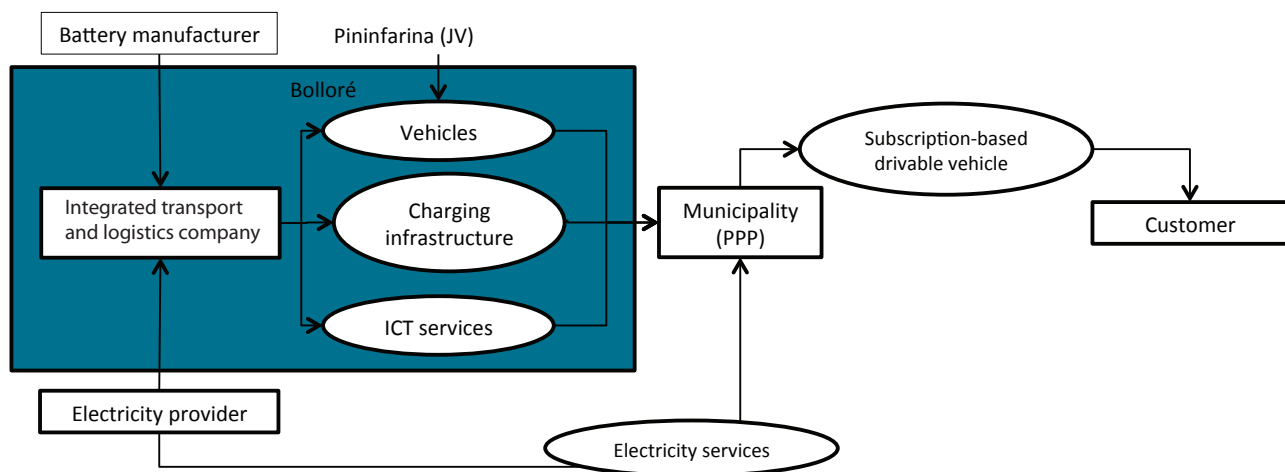 Battery manufacturer
Pininfarina (JV)
Bolloré
Vehicles
Integrated transport
and logistics company
Charging
infrastructure
ICT services
Municipality
(PPP)
Subscription-based
drivable vehicle
Customer
Electricity provider
Electricity services